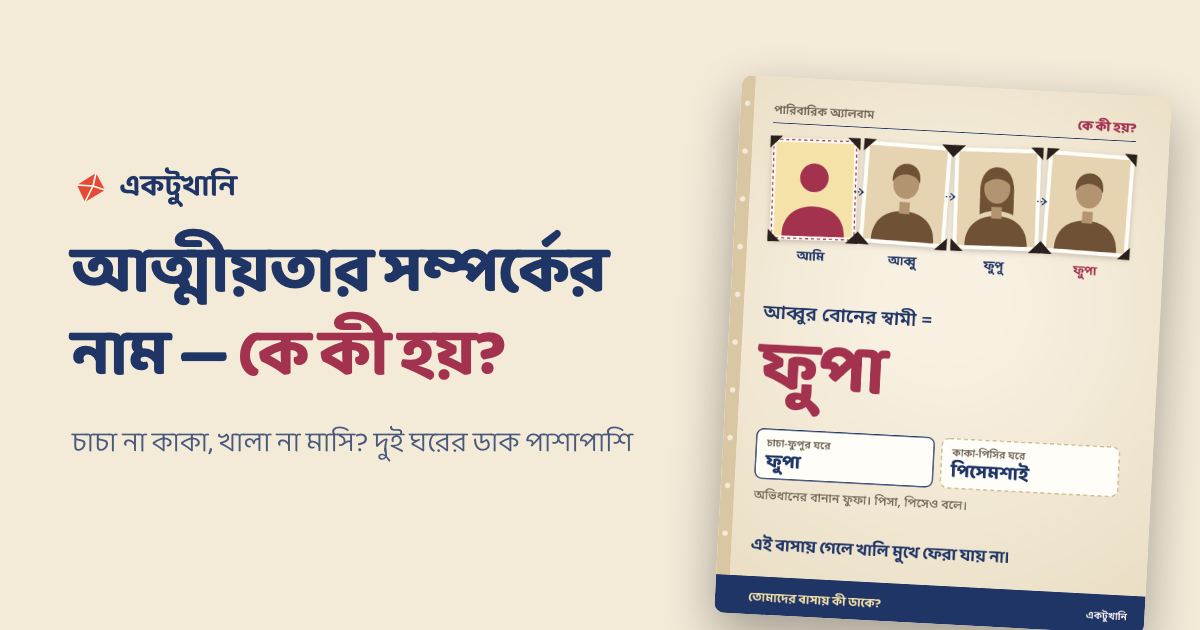 একটুখানি
আত্মীয়তার সম্পর্কের
নাম — কে কী হয়?
চাচা না কাকা, খালা না মাসি? দুই ঘরের ডাক পাশাপাশি
পারিবারিক অ্যালবাম
কে কী হয়?
আমি
আব্বু
ফুপু
ফুপা
আব্বুর বোনের স্বামী =
ফুপা
চাচা-ফুপুর ঘরে
ফুপা
কাকা-পিসির ঘরে
পিসেমশাই
অভিধানের বানান ফুফা। পিসা, পিসেও বলে।
এই বাসায় গেলে খালি মুখে ফেরা যায় না।
তোমাদের বাসায় কী ডাকে?
একটুখানি